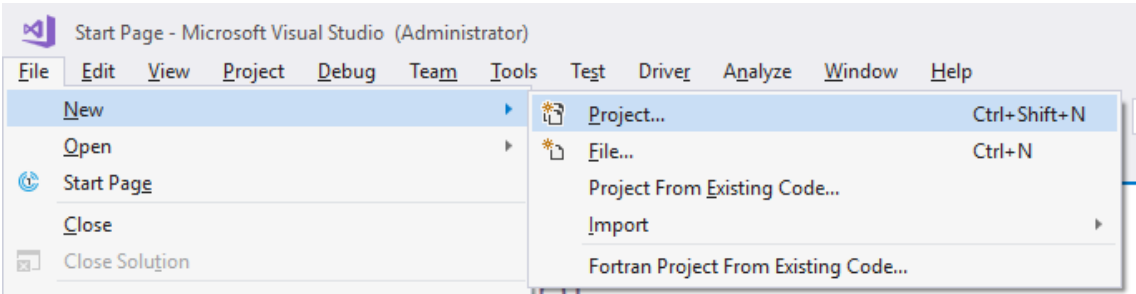 Start Page - Microsoft Visual Studio (Administrator)
File Edit View Project Debug Team Tools Test Driver Analyze Window Help
New
Open
Start Page
Close
Close Solution
Project... Ctrl+Shift+N
File... Ctrl+N
Project From Existing Code...
Import
Fortran Project From Existing Code...